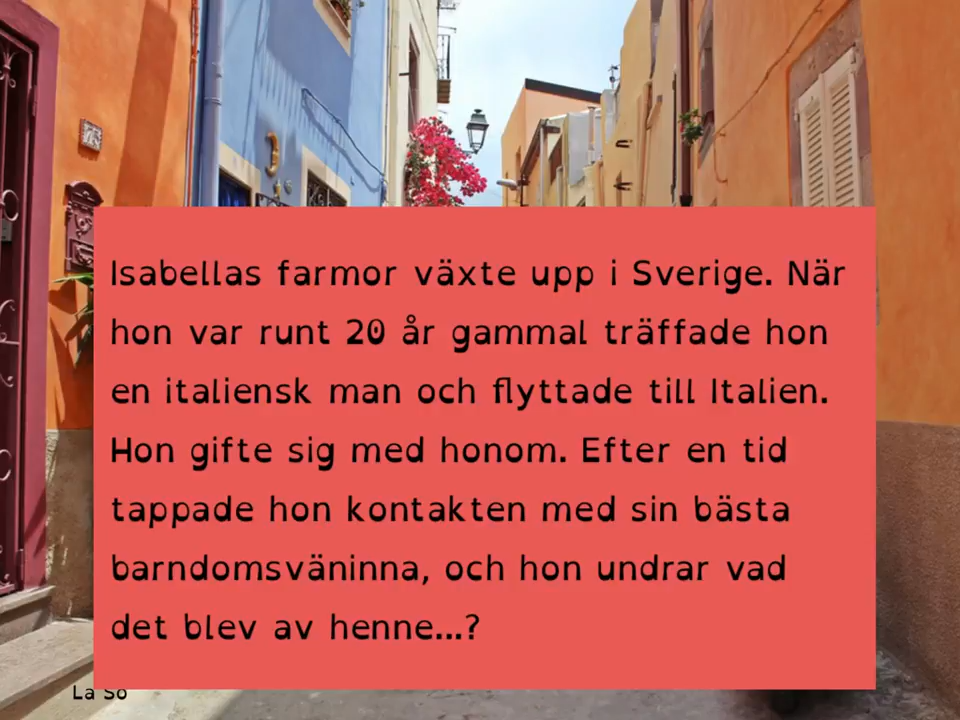 Isabellas farmor växte upp i Sverige. När
hon var runt 20 år gammal träffade hon
en italiensk man och flyttade till Italien.
Hon gifte sig med honom. Efter en tid
tappade hon kontakten med sin bästa
barndomsväninna, och hon undrar vad
det blev av henne...?
La So